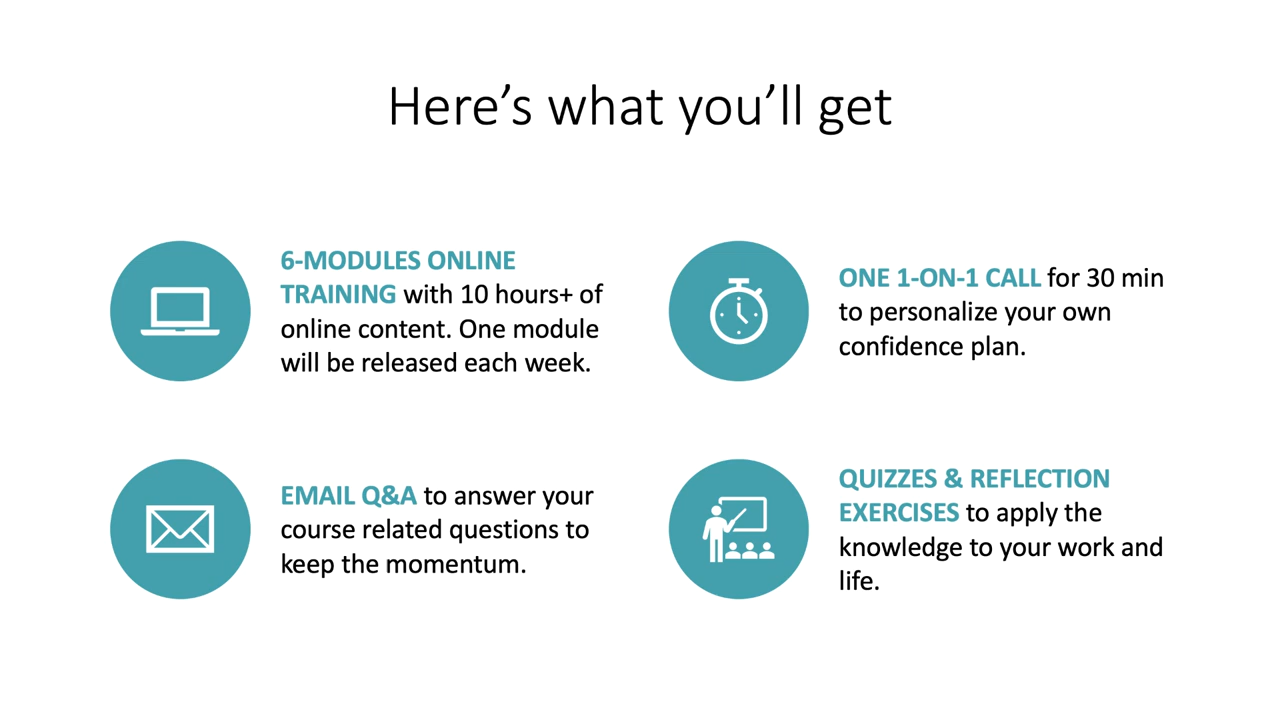 Here’s what you’ll get
6-MODULES ONLINE
TRAINING with 10 hours+ of
online content. One module
will be released each week.
ONE 1-ON-1 CALL for 30 min
to personalize your own
confidence plan.
EMAIL Q&A to answer your
course related questions to
keep the momentum.
QUIZZES & REFLECTION
EXERCISES to apply the
knowledge to your work and
life.